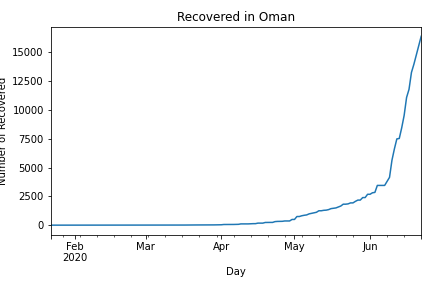 Recovered in Oman
Number of Recovered
15000
12500
10000
7500
5000
2500
0
Feb
2020
Mar
Apr
May
Jun
Day